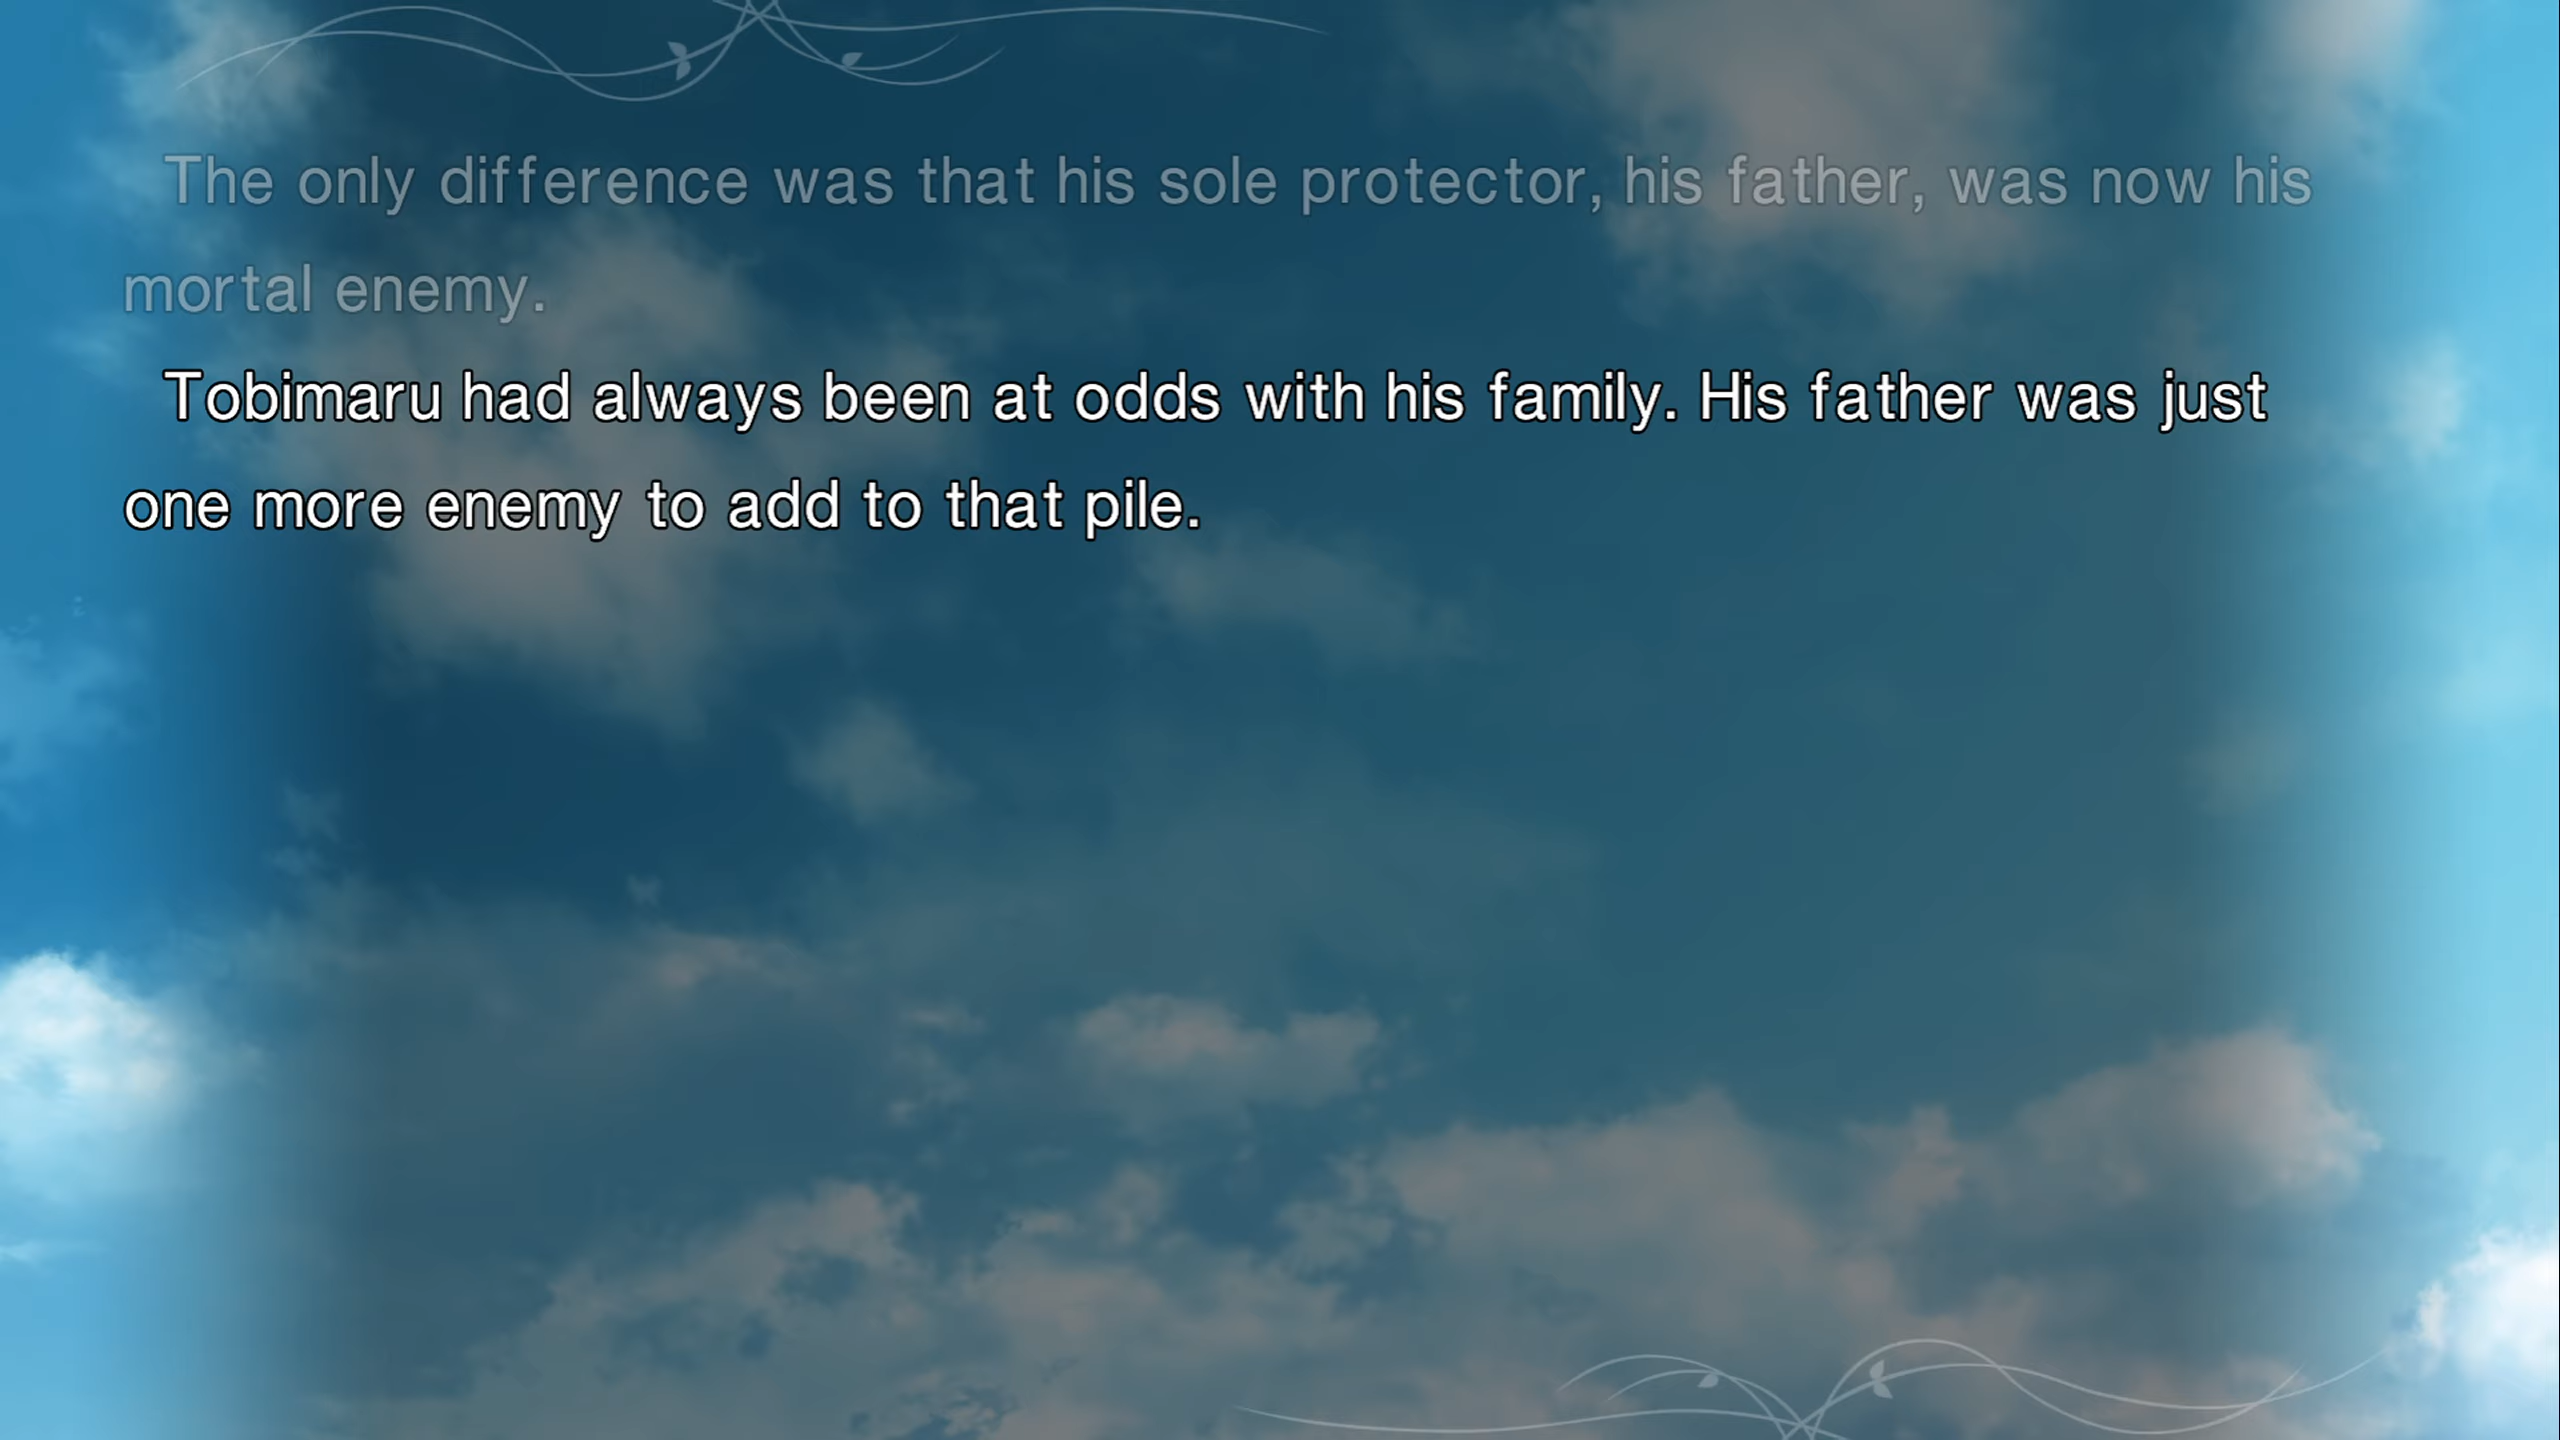 The only difference was that his sole protector, his father, was now his
mortal enemy.
Tobimaru had always been at odds with his family. His father was just
one more enemy to add to that pile.